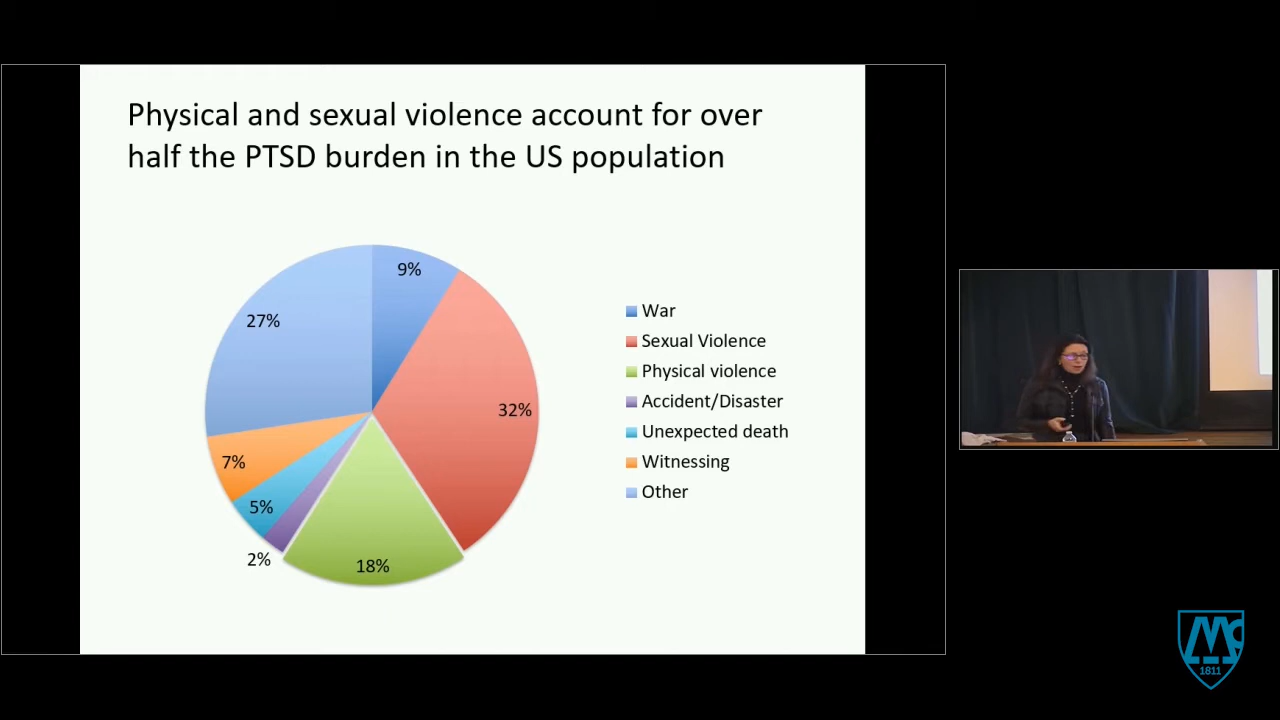 Physical and sexual violence account for over
half the PTSD burden in the US population
9%
27%
32%
7%
5%
2%
18%
War
Sexual Violence
Physical violence
Accident/Disaster
Unexpected death
Witnessing
Other
1811